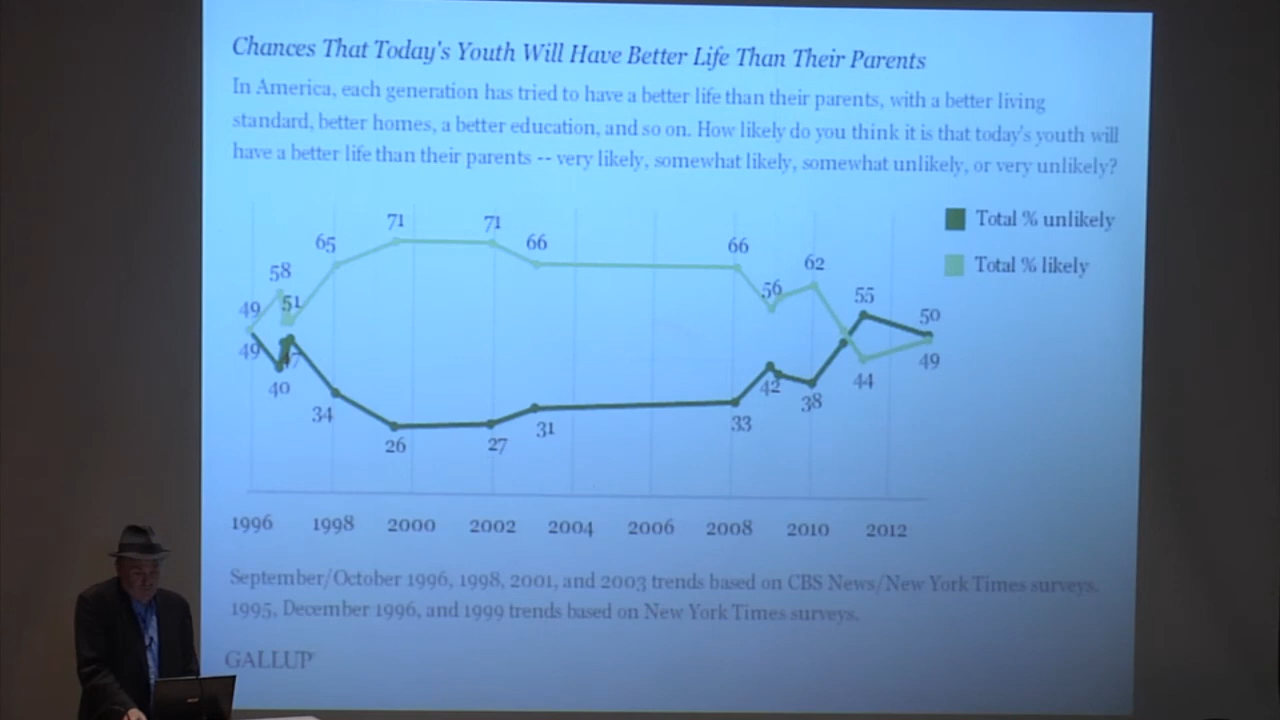 Chances That Today's Youth Will Have Better Life Than Their Parents
In America, each generation has tried to have a better life than their parents, with a better living
standard, better homes, a better education, and so on. How likely do you think it is that today's youth will
have a better life than their parents -- very likely, somewhat likely, somewhat unlikely, or very unlikely?
Total % unlikely
Total % likely
49 58 51 65 71 71 66 66 56 62 55 50
49 40 47 34 26 27 31 33 42 38 44 49
1996 1998 2000 2002 2004 2006 2008 2010 2012
September/October 1996, 1998, 2001, and 2003 trends based on CBS News/New York Times surveys.
1995, December 1996, and 1999 trends based on New York Times surveys.
GALLUP